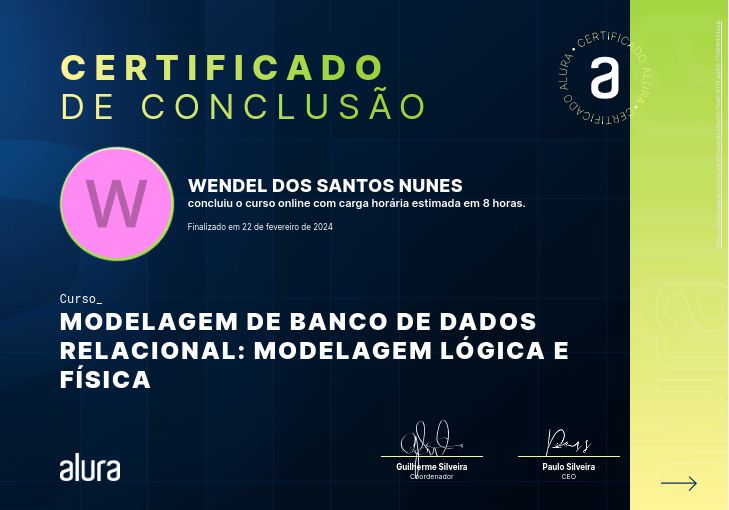 CERTIFICADO
DE CONCLUSÃO
CERTIFICADO ALURA • CERTIFICADO ALURA •
a
W
WENDEL DOS SANTOS NUNES
concluiu o curso online com carga horária estimada em 8 horas.
Finalizado em 22 de fevereiro de 2024
Curso_
MODELAGEM DE BANCO DE DADOS
RELACIONAL: MODELAGEM LÓGICA E
FÍSICA
alura
Guilherme Silveira
Coordenador
Paulo Silveira
CEO
alura